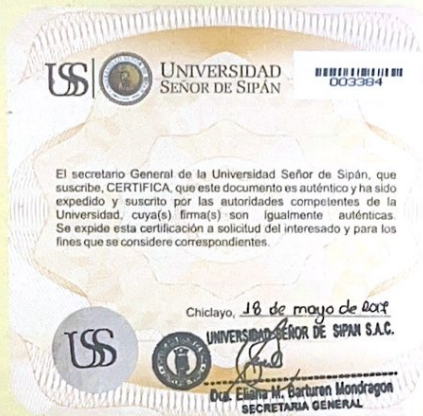 USS
UNIVERSIDAD
SEÑOR DE SIPÁN
003384
El secretario General de la Universidad Señor de Sipán, que
suscribe, CERTIFICA, que este documento es auténtico y ha sido
expedido y suscrito por las autoridades competentes de la
Universidad, cuya(s) firma(s) son igualmente auténticas.
Se expide esta certificación a solicitud del interesado y para los
fines que se considere correspondientes.
Chiclayo, 18 de mayo de
UNIVERSIDAD SEÑOR DE SIPAN S.A.C.
USS
Dra. Eliana M. Barturen Mondragon
SECRETARIA GENERAL